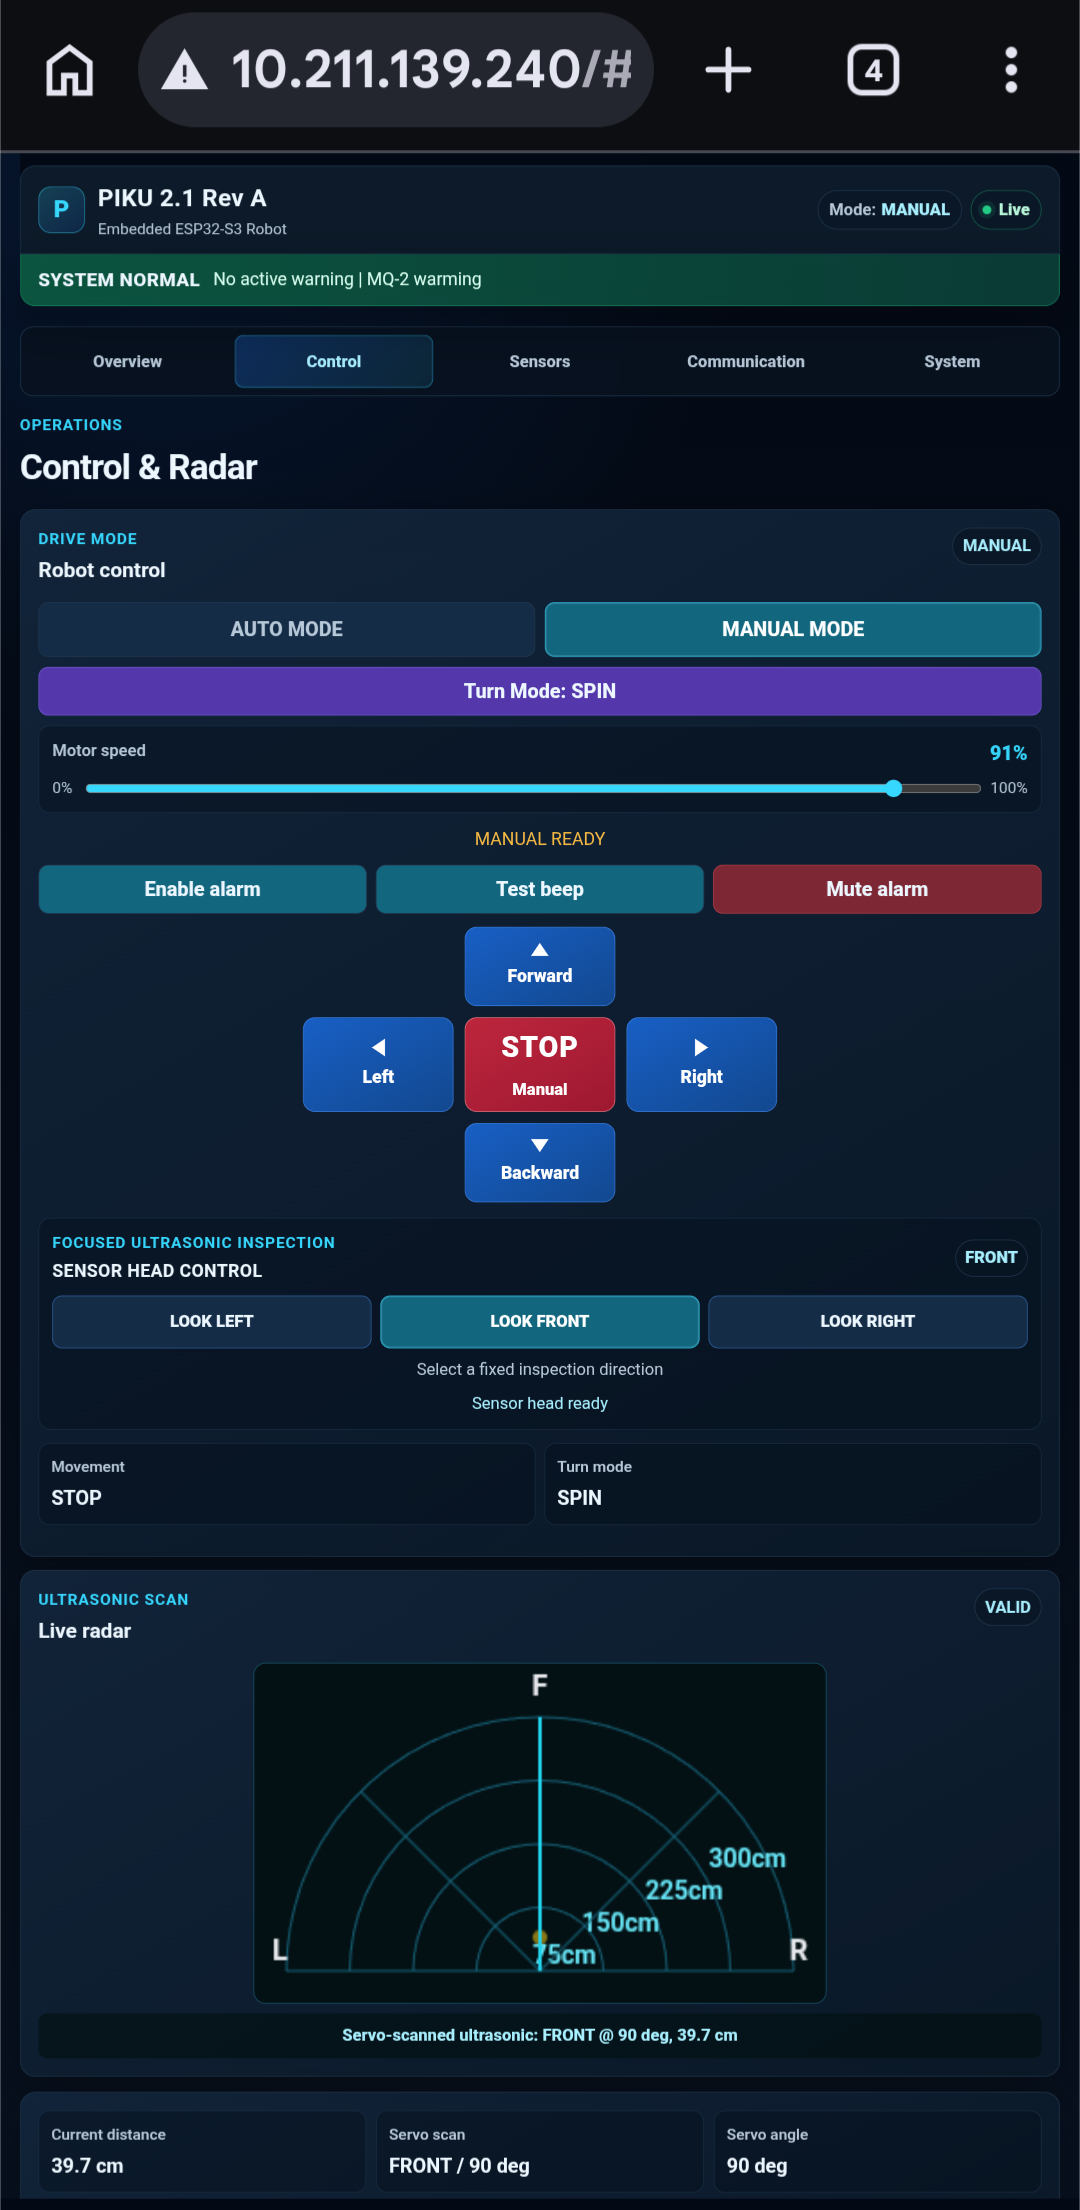 10.211.139.240/#
4
P
PIKU 2.1 Rev A
Embedded ESP32-S3 Robot
Mode: MANUAL
Live
SYSTEM NORMAL No active warning | MQ-2 warming
Overview Control Sensors Communication System
OPERATIONS
Control & Radar
DRIVE MODE
MANUAL
Robot control
AUTO MODE MANUAL MODE
Turn Mode: SPIN
Motor speed 91%
0% 100%
MANUAL READY
Enable alarm Test beep Mute alarm
Forward
STOP
Left Manual Right
Backward
FOCUSED ULTRASONIC INSPECTION
FRONT
SENSOR HEAD CONTROL
LOOK LEFT LOOK FRONT LOOK RIGHT
Select a fixed inspection direction
Sensor head ready
Movement Turn mode
STOP SPIN
ULTRASONIC SCAN
VALID
Live radar
F
300cm
225cm
150cm
L 75cm R
Servo-scanned ultrasonic: FRONT @ 90 deg, 39.7 cm
Current distance Servo scan Servo angle
39.7 cm FRONT / 90 deg 90 deg